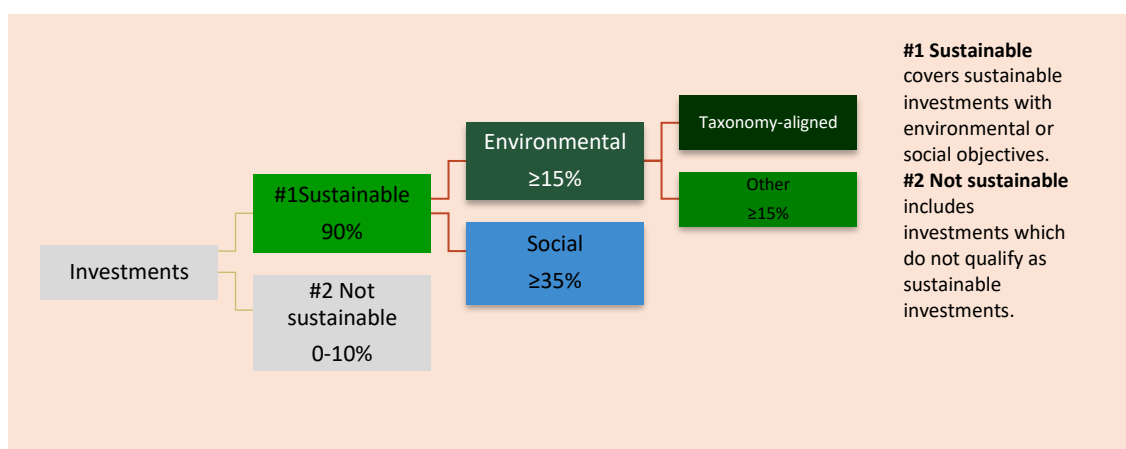 Investments
#1Sustainable
90%
#2 Not
sustainable
0-10%
Environmental
≥15%
Social
≥35%
Taxonomy-aligned
Other
≥15%
#1 Sustainable
covers sustainable
investments with
environmental or
social objectives.
#2 Not sustainable
includes
investments which
do not qualify as
sustainable
investments.